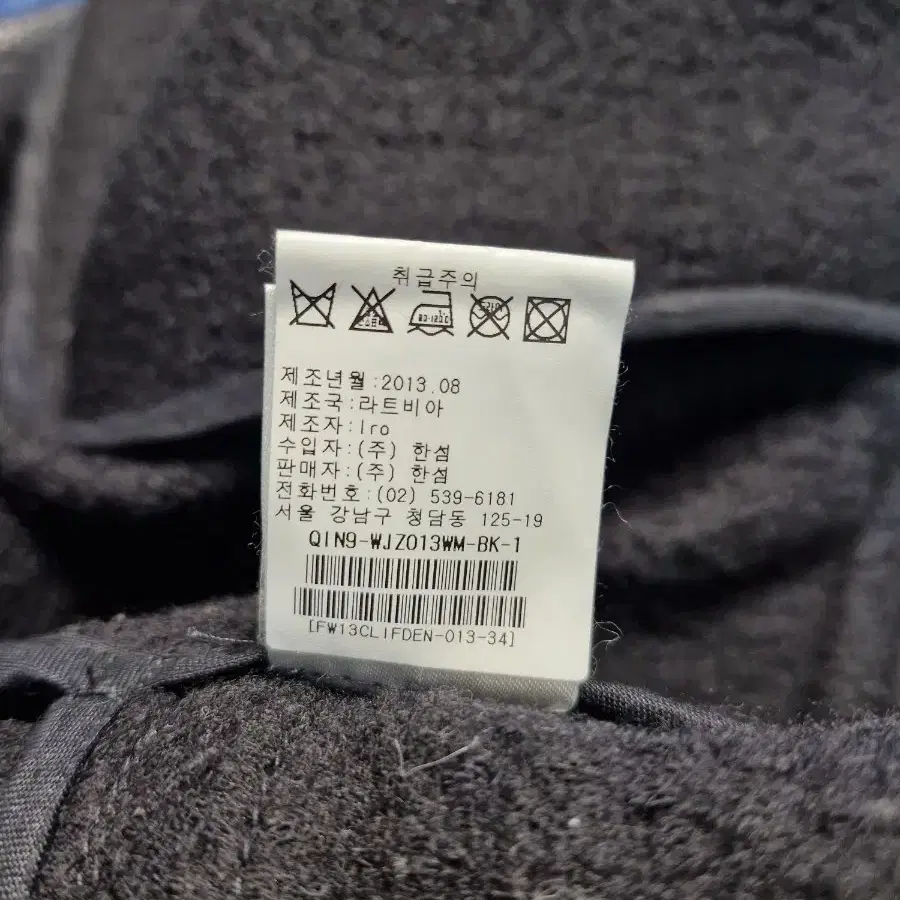 취급주의
80-120℃
제조년월:2013.08
제조국:라트비아
제조자:Iro
수입자:(주) 한섬
판매자:(주) 한섬
전화번호:(02) 539-6181
서울 강남구 청담동 125-19
QIN9-WJZ013WM-BK-1
[FW13CLIFDEN-013-34]